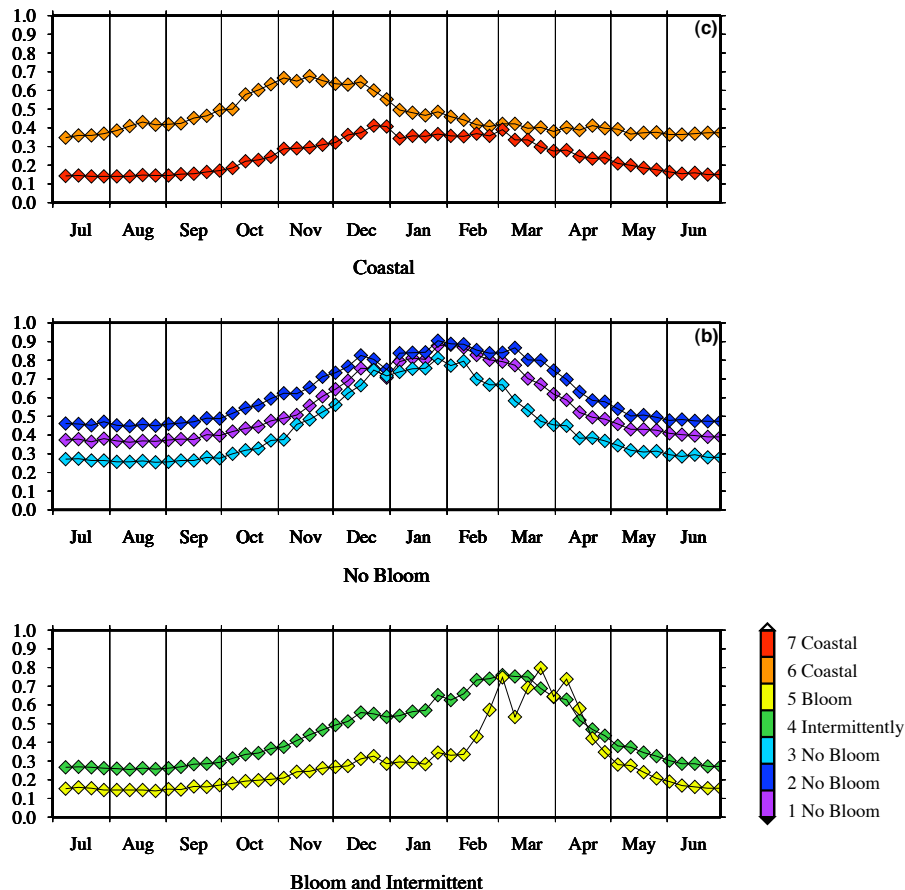 1.0
0.9
0.8
0.7
0.6
0.5
0.4
0.3
0.2
0.1
0.0
(c)
Jul Aug Sep Oct Nov Dec Jan Feb Mar Apr May Jun
Coastal
1.0
0.9
0.8
0.7
0.6
0.5
0.4
0.3
0.2
0.1
0.0
(b)
Jul Aug Sep Oct Nov Dec Jan Feb Mar Apr May Jun
No Bloom
1.0
0.9
0.8
0.7
0.6
0.5
0.4
0.3
0.2
0.1
0.0
Jul Aug Sep Oct Nov Dec Jan Feb Mar Apr May Jun
Bloom and Intermittent
7 Coastal
6 Coastal
5 Bloom
4 Intermittently
3 No Bloom
2 No Bloom
1 No Bloom